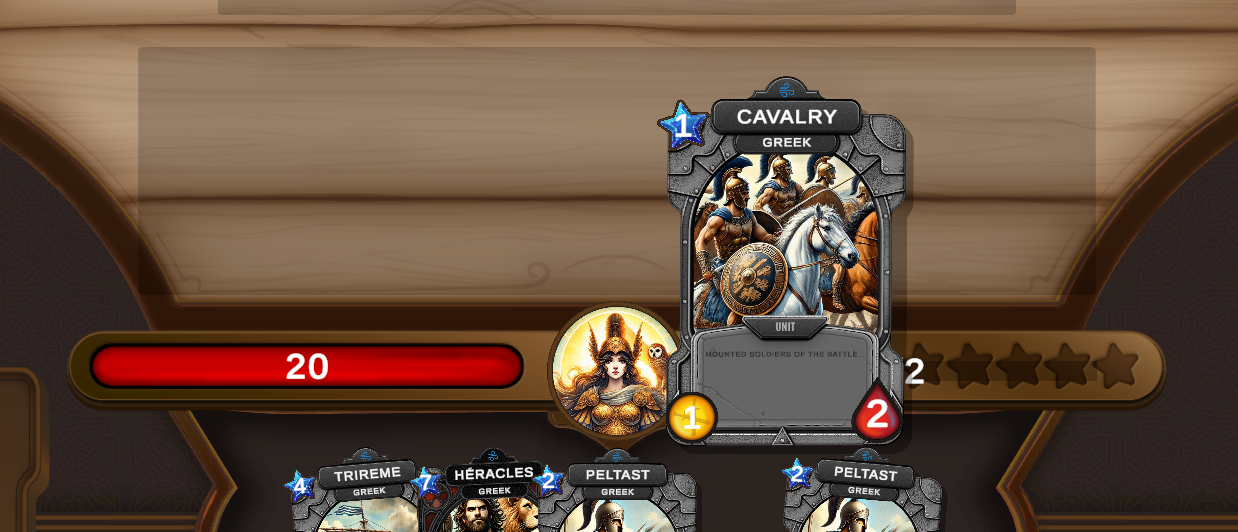 1
CAVALRY
GREEK
UNIT
MOUNTED SOLDIERS OF THE BATTLE...
1
2
20
2
4
TRIREME
GREEK
7
HÉRACLES
GREEK
2
PELTAST
GREEK
2
PELTAST
GREEK